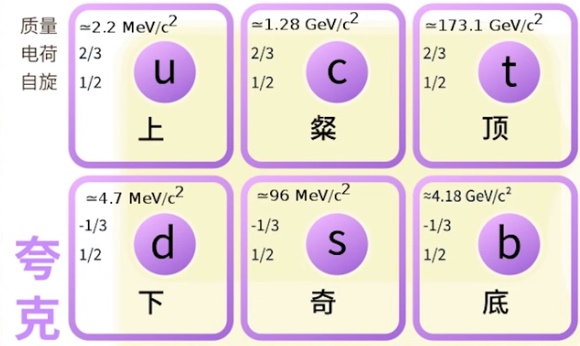 质量
电荷
自旋
≃2.2 MeV/c²
2/3
1/2
u
上
≃1.28 GeV/c²
2/3
1/2
c
粲
≃173.1 GeV/c²
2/3
1/2
t
顶
夸克
≃4.7 MeV/c²
-1/3
1/2
d
下
≃96 MeV/c²
-1/3
1/2
s
奇
≈4.18 GeV/c²
-1/3
1/2
b
底